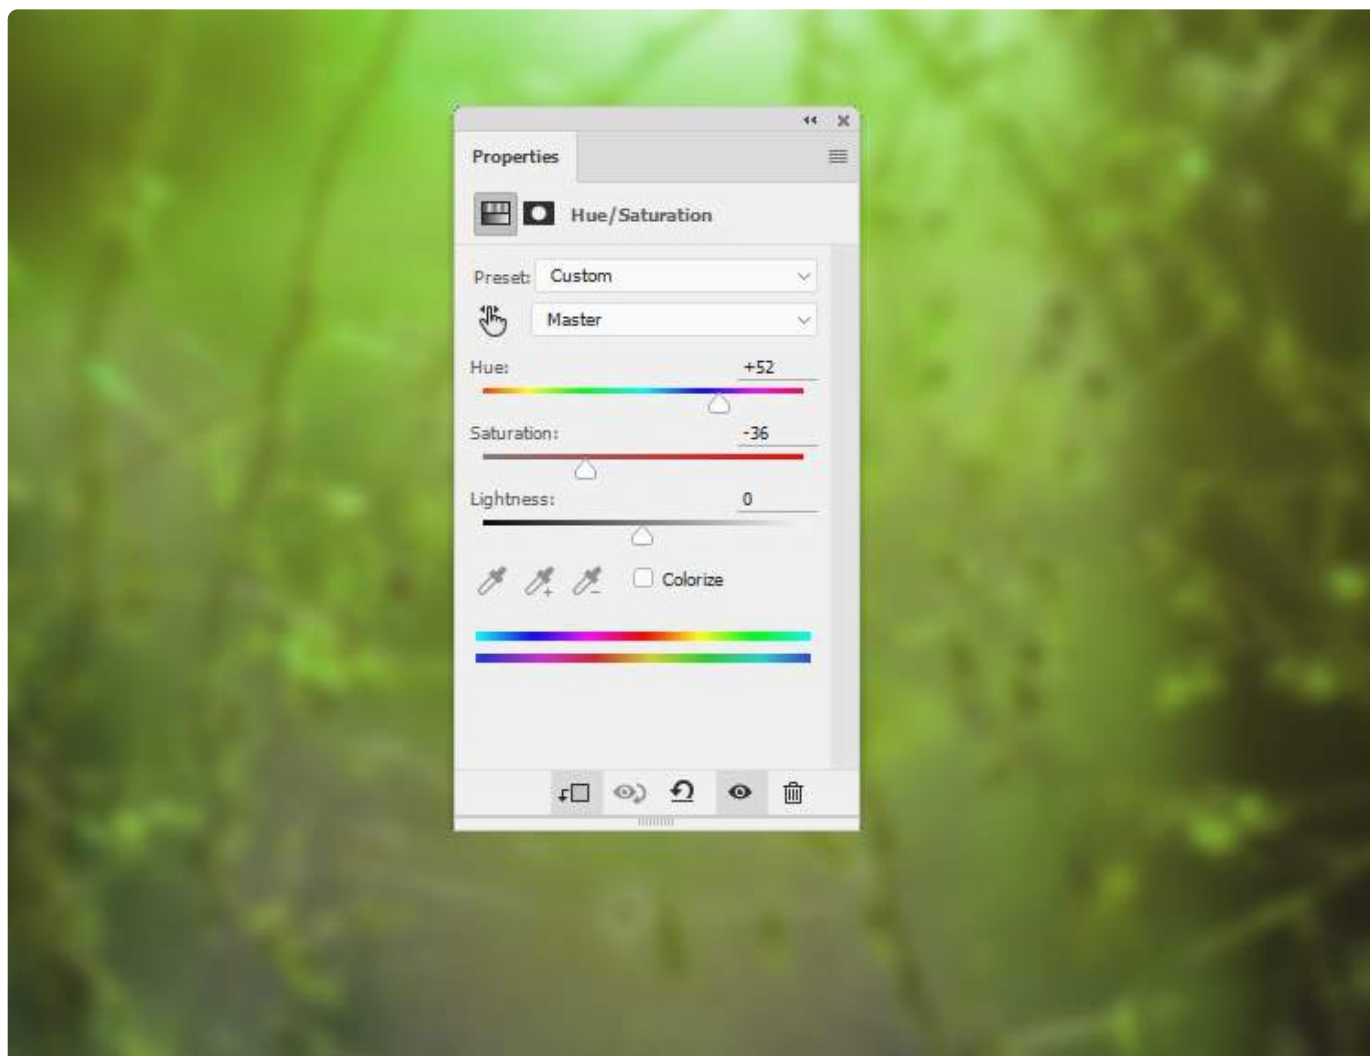 Properties
Hue/Saturation
Preset: Custom
Master
Hue: +52
Saturation: -36
Lightness: 0
Colorize